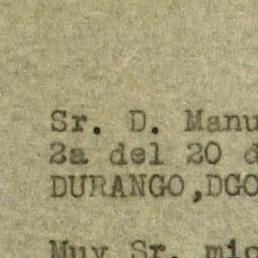 Sr. D. Manu
2a del 20 d
DURANGO,DGO
Muy Sr. mio